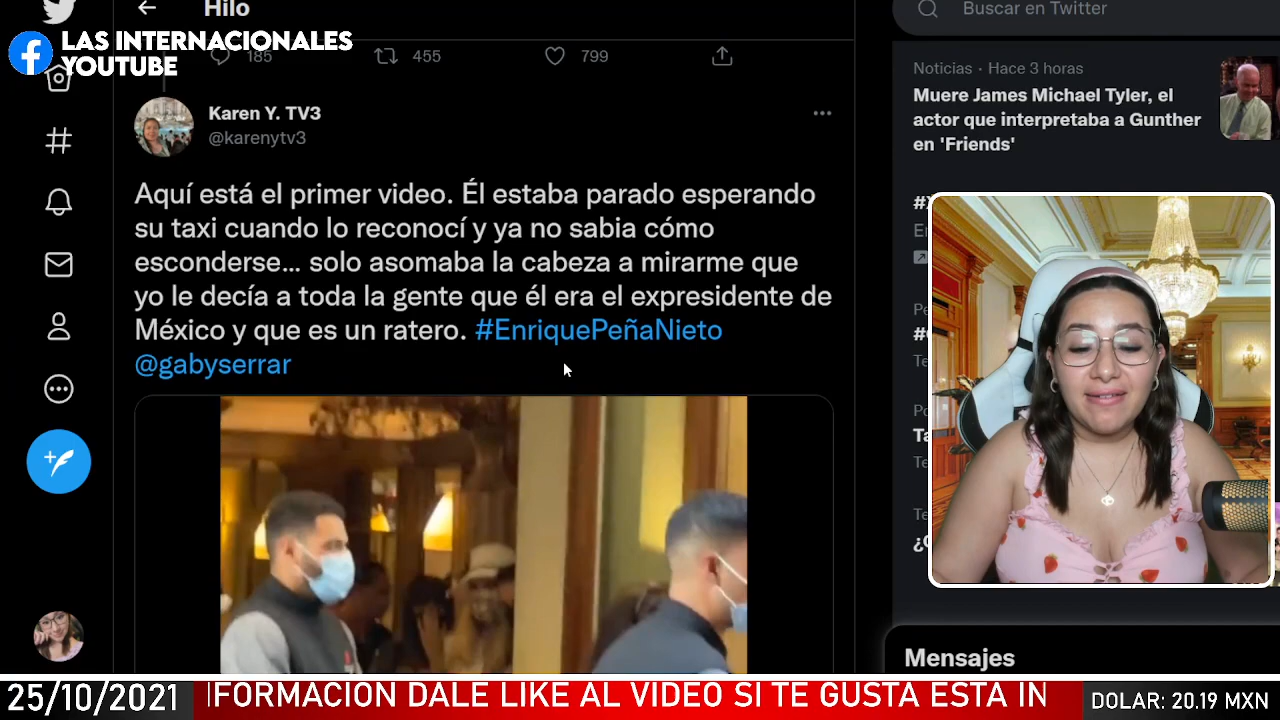 Hilo
LAS INTERNACIONALES
YOUTUBE
185
455
799
Karen Y. TV3
@karenytv3
Aquí está el primer video. Él estaba parado esperando
su taxi cuando lo reconocí y ya no sabia cómo
esconderse... solo asomaba la cabeza a mirarme que
yo le decía a toda la gente que él era el expresidente de
México y que es un ratero. #EnriquePeñaNieto
@gabyserrar
Buscar en Twitter
Noticias · Hace 3 horas
Muere James Michael Tyler, el
actor que interpretaba a Gunther
en 'Friends'
Mensajes
25/10/2021
FORMACION DALE LIKE AL VIDEO SI TE GUSTA ESTA IN
DOLAR: 20.19 MXN